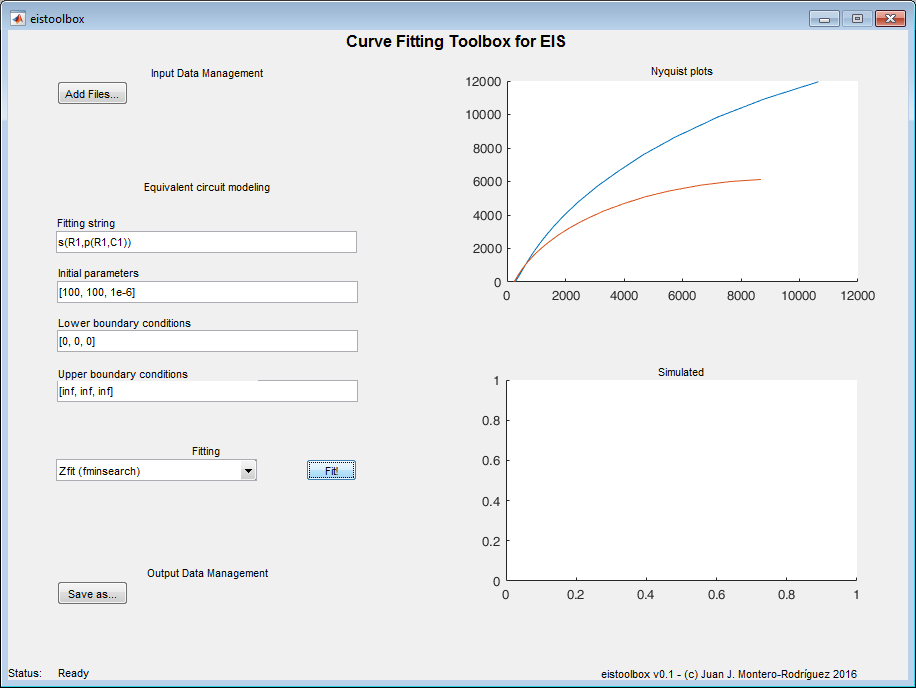 eistoolbox
Curve Fitting Toolbox for EIS
Input Data Management
Add Files...
Equivalent circuit modeling
Fitting string
s(R1,p(R1,C1))
Initial parameters
[100, 100, 1e-6]
Lower boundary conditions
[0, 0, 0]
Upper boundary conditions
[inf, inf, inf]
Fitting
Zfit (fminsearch)
Fit!
Output Data Management
Save as...
Nyquist plots
12000
10000
8000
6000
4000
2000
0
0 2000 4000 6000 8000 10000 12000
Simulated
1
0.8
0.6
0.4
0.2
0
0 0.2 0.4 0.6 0.8 1
Status: Ready
eistoolbox v0.1 - (c) Juan J. Montero-Rodríguez 2016